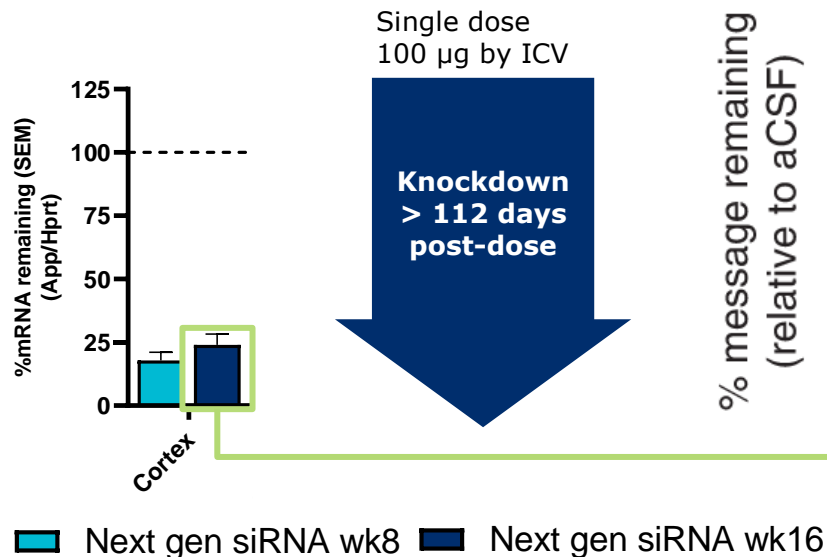 Single dose
100 µg by ICV
%mRNA remaining (SEM)
(App/Hprt)
125
100
75
50
25
0
Cortex
Knockdown
> 112 days
post-dose
% message remaining
(relative to aCSF)
Next gen siRNA wk8
Next gen siRNA wk16